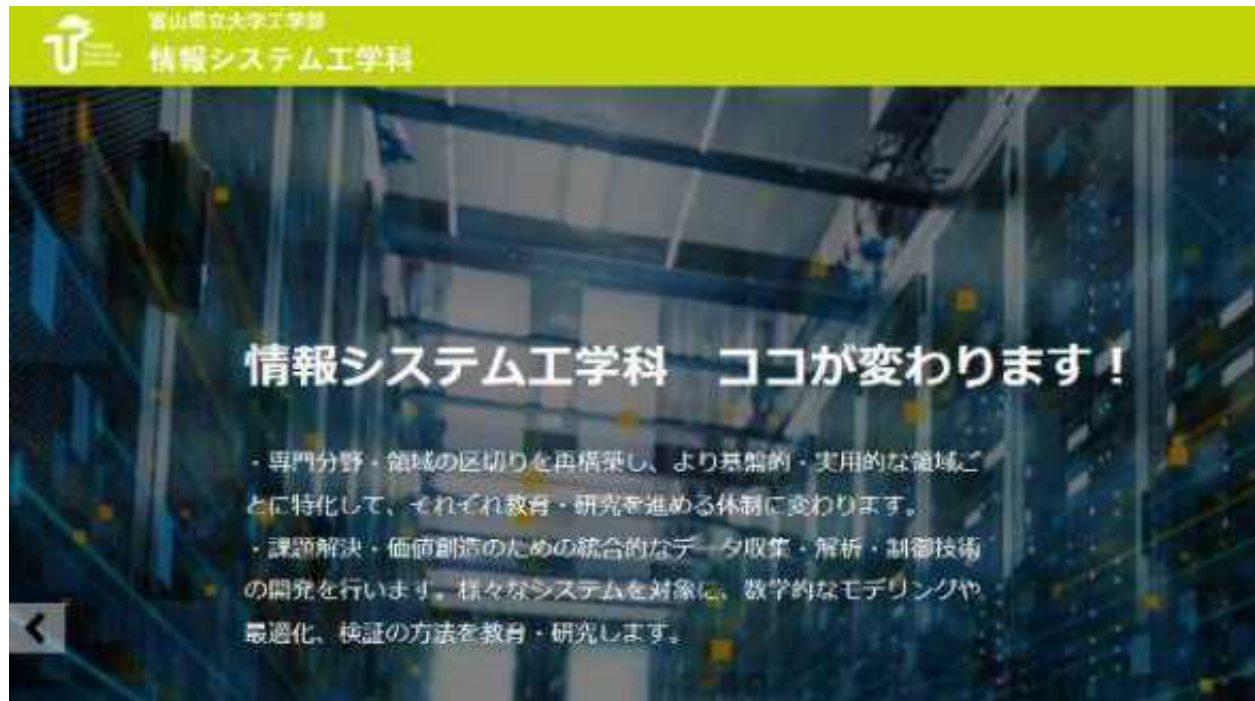 富山県立大学工学部
情報システム工学科
情報システム工学科　ココが変わります！
・専門分野・領域の区切りを再構築し、より基盤的・実用的な領域ご
とに特化して、それぞれ教育・研究を進める体制に変わります。
・課題解決・価値創造のための統合的なデータ収集・解析・制御技術
の開発を行います。様々なシステムを対象に、数学的なモデリングや
最適化、検証の方法を教育・研究します。